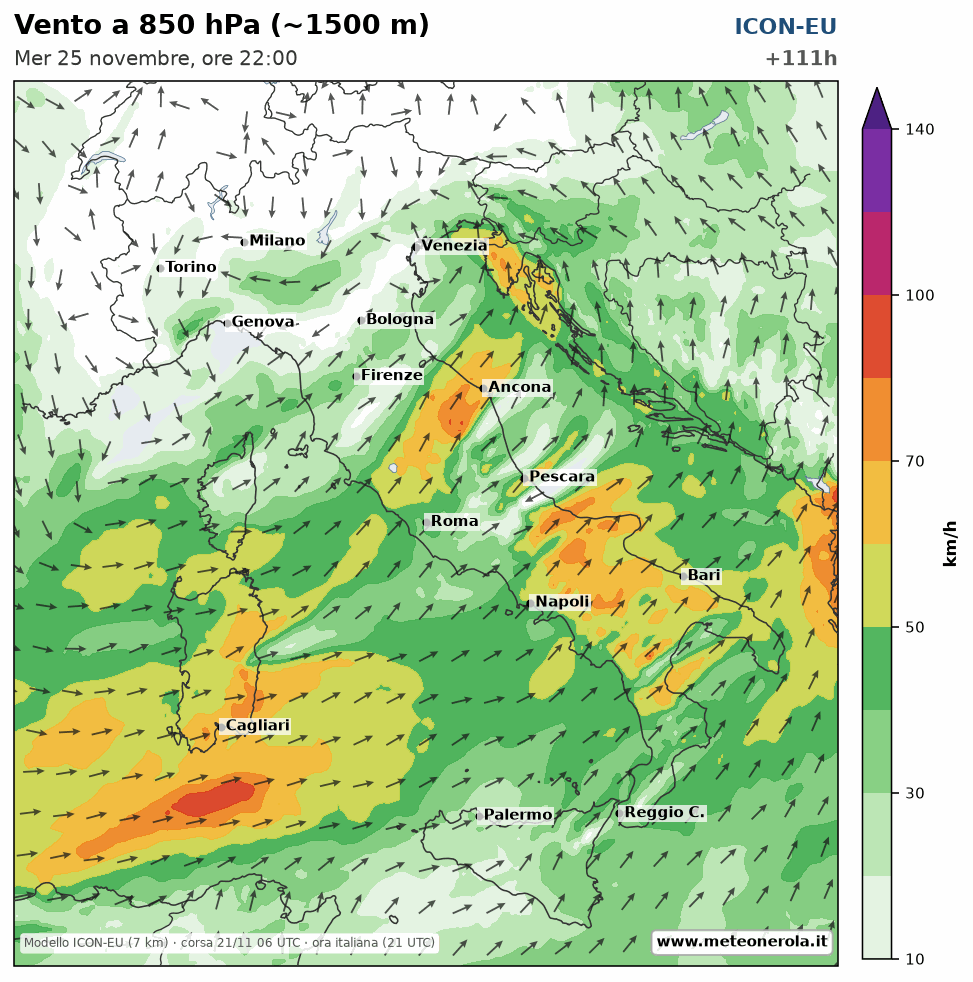 Vento a 850 hPa (~1500 m)
ICON-EU
Mer 25 novembre, ore 22:00
+111h
140
Milano
Venezia
Torino
100
Genova
Bologna
Firenze
Ancona
70
Pescara
Roma
km/h
Bari
Napoli
50
Cagliari
30
Palermo
Reggio C.
Modello ICON-EU (7 km) · corsa 21/11 06 UTC · ora italiana (21 UTC)
www.meteonerola.it
10